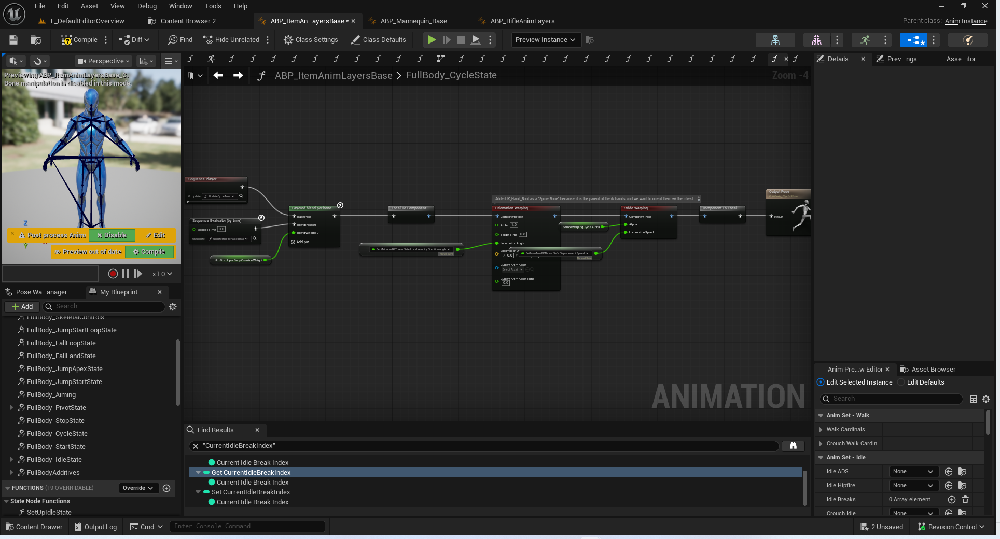 File Edit Asset View Debug Window Tools Help
L_DefaultEditorOverview Content Browser 2 ABP_ItemAn...ayersBase • ABP_Mannequin_Base ABP_RifleAnimLayers
Parent class: Anim Instance
Compile Diff Find Hide Unrelated Class Settings Class Defaults Preview Instance
Perspective
Previewing ABP_ItemAnimLayersBase_C.
Bone manipulation is disabled in this mode.
ABP_ItemAnimLayersBase > FullBody_CycleState
Zoom -4
Details Prev...ngs Asse...itor
Sequence Player
On Update UpdateCycleAnim
Sequence Evaluator (by time)
Explicit Time 0.0
On Update UpdateHipFireRaiseWeap
Hip Fire Upper Body Override Weight
Layered blend per bone
Base Pose
Blend Poses 0
Blend Weights 0
Add pin
Local To Component
GetMainAnimBPThreadSafe.Local Velocity Direction Angle
Thread Safe
Added IK_Hand_Root as a 'Spine Bone' because it is the parent of the ik hands and we want to orient them w/ the chest.
Orientation Warping
Component Pose
Alpha 1.0
Target Time 0.8
Locomotion Angle
X 0.0 Y
Current Anim Asset
Select Asset
Current Anim Asset Time
0.0
Stride Warping Cycle Alpha
GetMainAnimBPThreadSafe.Displacement Speed
Thread Safe
Stride Warping
Component Pose
Alpha
Locomotion Speed
Component To Local
Output Pose
FullBody_CycleState
Result
ANIMATION
Z
Y
Post process Anim Disable Edit
Preview out of date Compile
x1.0
Pose Wa...anager My Blueprint
Add Search
FullBody_SkeletalControls
FullBody_JumpStartLoopState
FullBody_FallLoopState
FullBody_FallLandState
FullBody_JumpApexState
FullBody_JumpStartState
FullBody_Aiming
FullBody_PivotState
FullBody_StopState
FullBody_CycleState
FullBody_StartState
FullBody_IdleState
FullBodyAdditives
FUNCTIONS (19 OVERRIDABLE) Override
State Node Functions
SetUpIdleState
Find Results
"CurrentIdleBreakIndex"
Current Idle Break Index
Get CurrentIdleBreakIndex
Current Idle Break Index
Set CurrentIdleBreakIndex
Current Idle Break Index
Anim Pre...w Editor Asset Browser
Edit Selected Instance Edit Defaults
Search
Anim Set - Walk
Walk Cardinals
Crouch Walk Cardin...
Anim Set - Idle
Idle ADS None
Idle Hipfire None
Idle Breaks 0 Array element
Crouch Idle None
Content Drawer Output Log Cmd Enter Console Command 2 Unsaved Revision Control